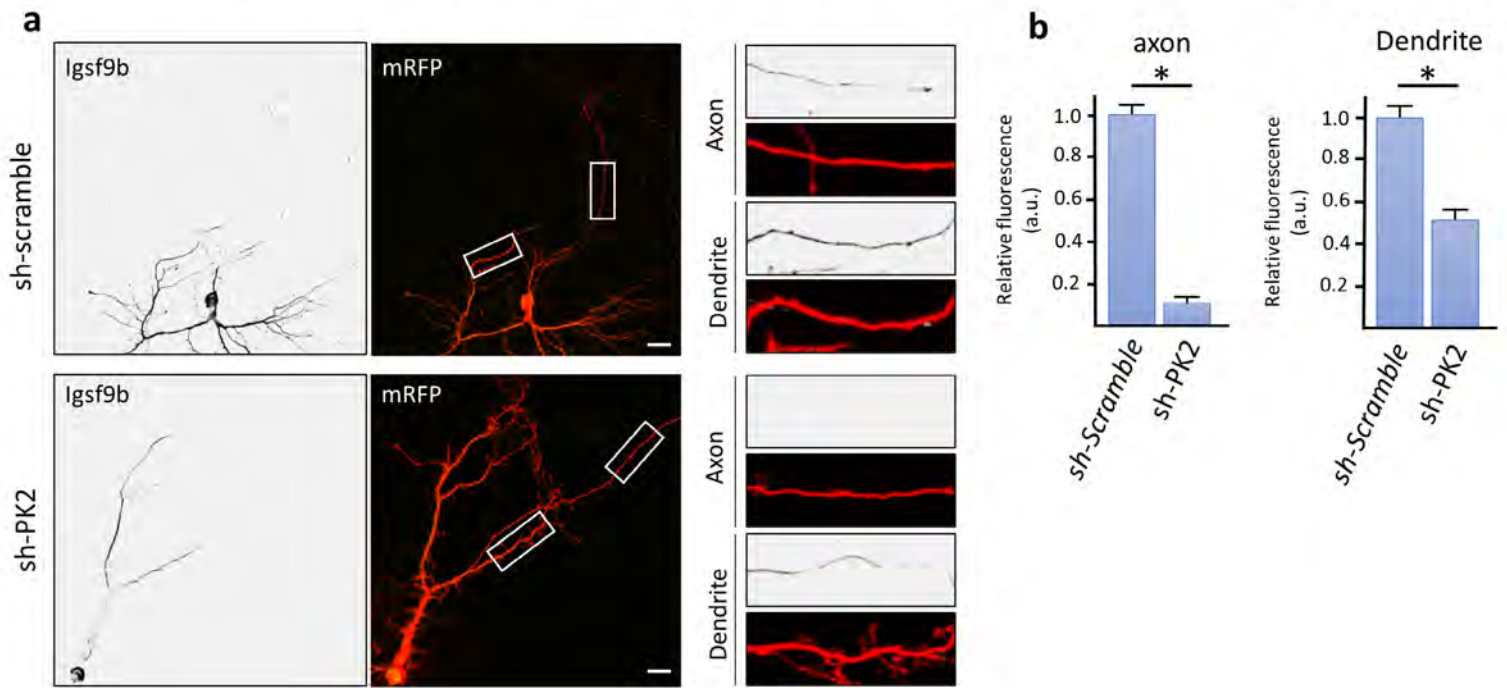 a
Igsf9b
mRFP
sh-scramble
Axon
Dendrite
Igsf9b
mRFP
sh-PK2
Axon
Dendrite
b
axon
*
Relative fluorescence
(a.u.)
1.0
0.8
0.6
0.4
0.2
sh-Scramble
sh-PK2
Dendrite
*
Relative fluorescence
(a.u.)
1.0
0.8
0.6
0.4
0.2
sh-Scramble
sh-PK2